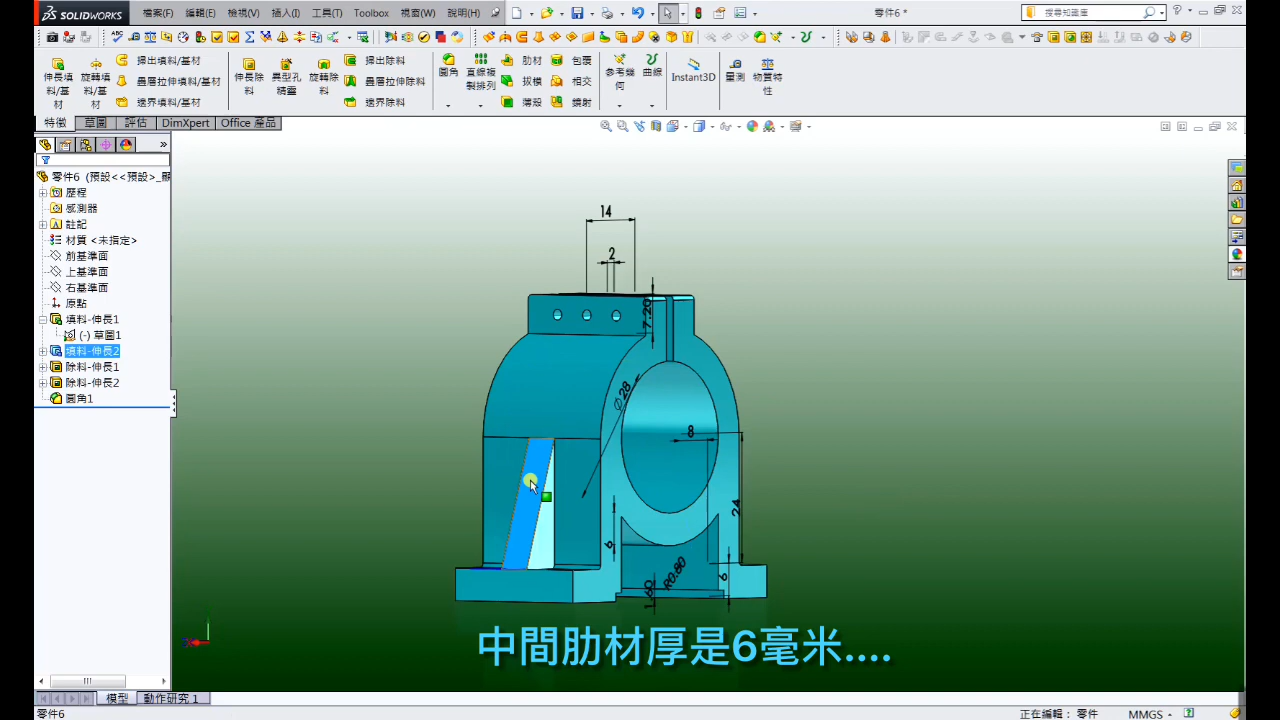 SOLIDWORKS 檔案(F) 編輯(E) 檢視(V) 插入(I) 工具(T) Toolbox 視窗(W) 說明(H) 零件6 * 搜尋知識庫
伸長填料/基材 旋轉填料/基材 掃出填料/基材 疊層拉伸填料/基材 邊界填料/基材 伸長除料 異型孔精靈 旋轉除料 掃出除料 疊層拉伸除料 邊界除料 圓角 直線複製排列 肋材 拔模 薄殼 包覆 相交 鏡射 參考幾何 曲線 Instant3D 量測 物質特性
特徵 草圖 評估 DimXpert Office 產品
零件6 (預設<<預設>_顯
歷程
感測器
註記
材質 <未指定>
前基準面
上基準面
右基準面
原點
填料-伸長1
(-) 草圖1
填料-伸長2
除料-伸長1
除料-伸長2
圓角1
14
2
7.20
∅28
8
24
6
6
R0.80
1.60
中間肋材厚是6毫米....
模型 動作研究 1
零件6 正在編輯： 零件 MMGS